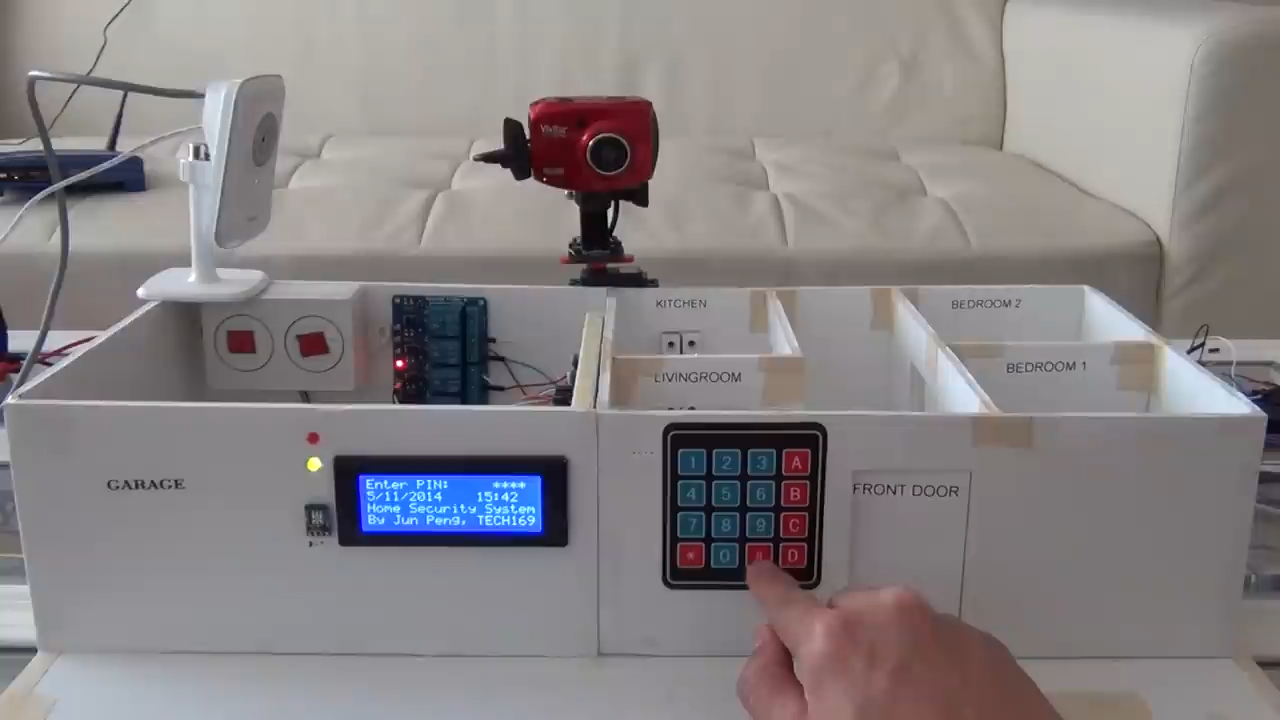 Vivitar
KITCHEN
BEDROOM 2
LIVINGROOM
BEDROOM 1
GARAGE
Enter PIN: ****
5/11/2014 15:42
Home Security System
By Jun Peng, TECH169
1 2 3 A
4 5 6 B
7 8 9 C
* 0 # D
FRONT DOOR